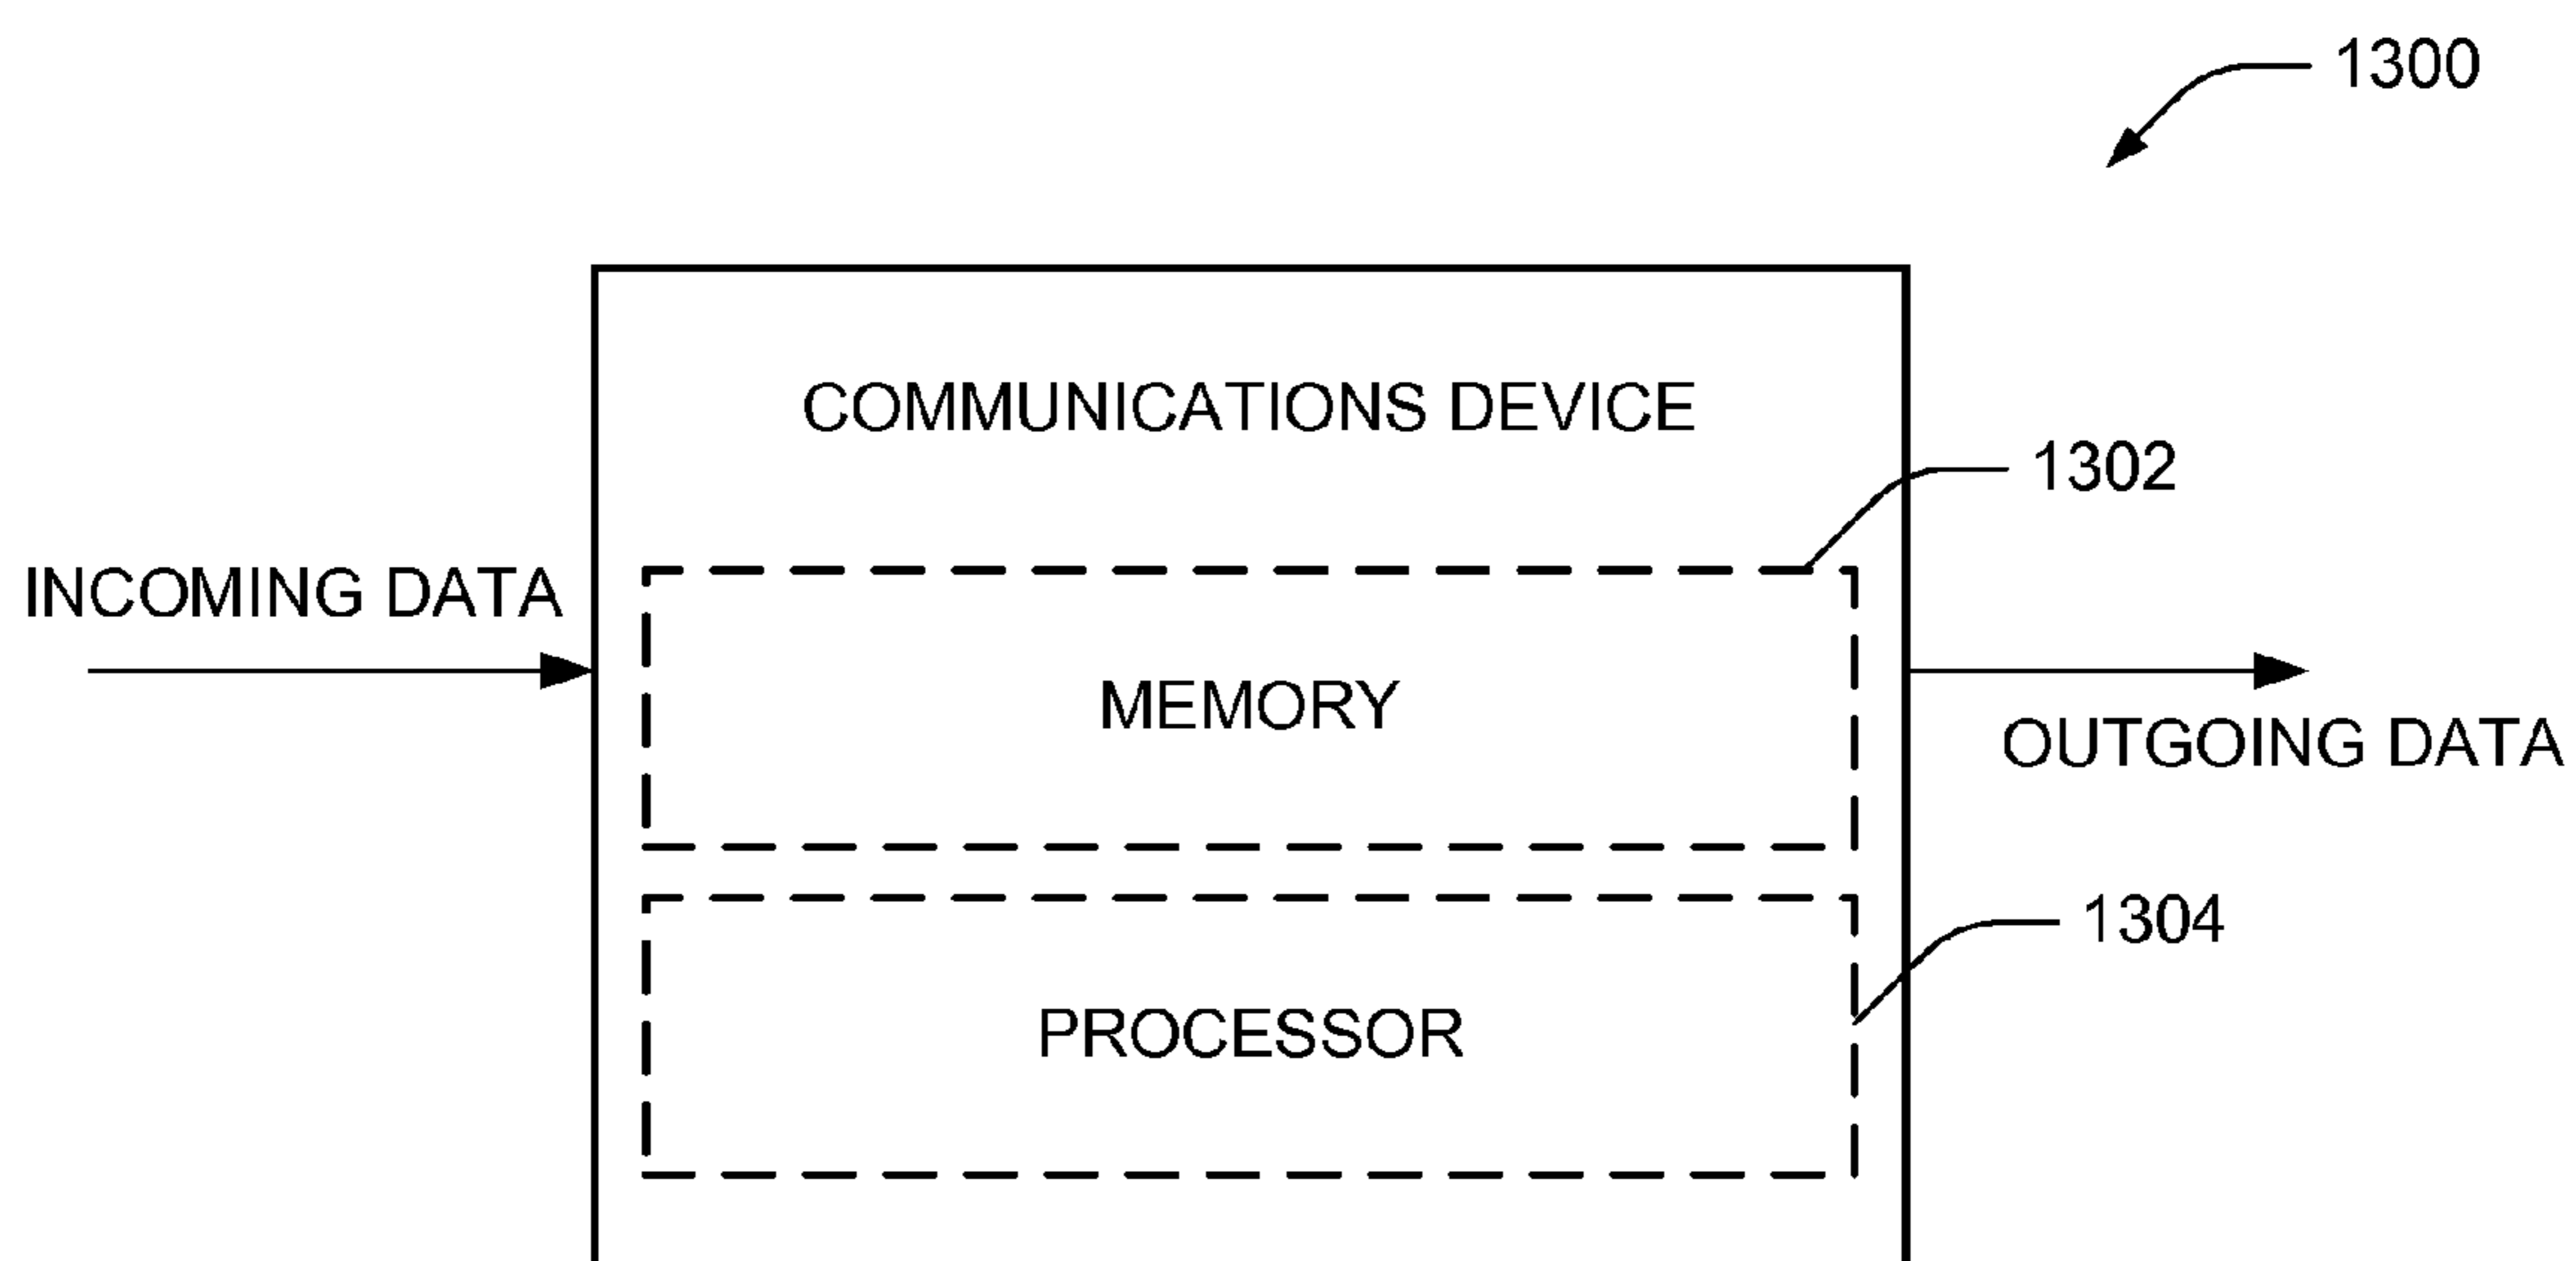 1300
COMMUNICATIONS DEVICE
1302
INCOMING DATA
MEMORY
OUTGOING DATA
1304
PROCESSOR